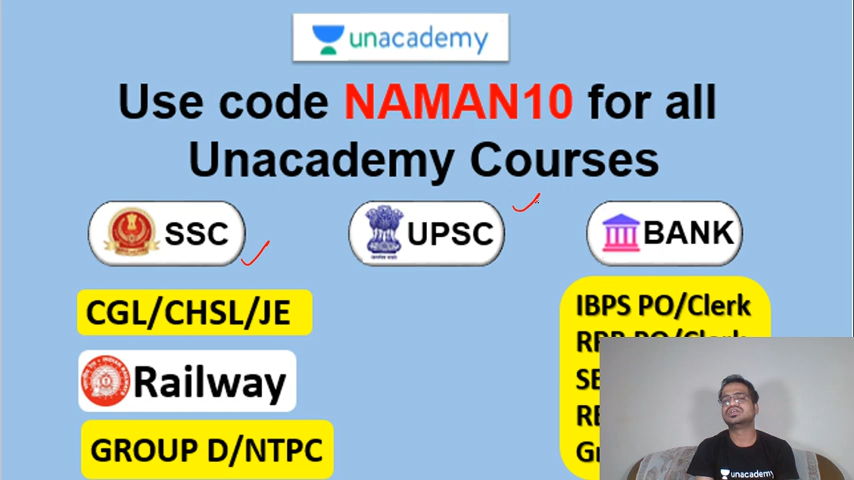 unacademy
Use code NAMAN10 for all
Unacademy Courses
SSC
UPSC
BANK
CGL/CHSL/JE
IBPS PO/Clerk
Railway
GROUP D/NTPC
unacademy